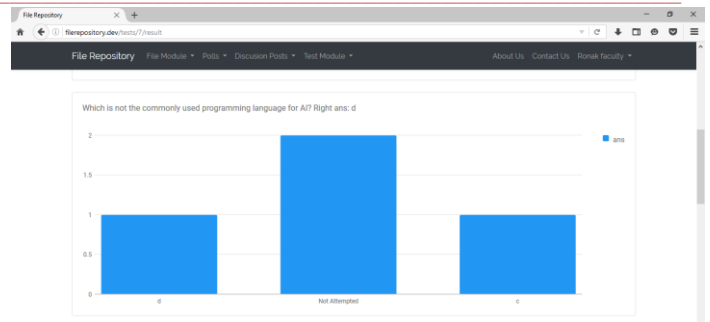 File Repository
filerepository.dev/tests/7/result
File Repository File Module Polls Discusion Posts Test Module About Us Contact Us Ronak faculty
Which is not the commonly used programming language for AI? Right ans: d
2
ans
1.5
1
0.5
0
d Not Attempted c